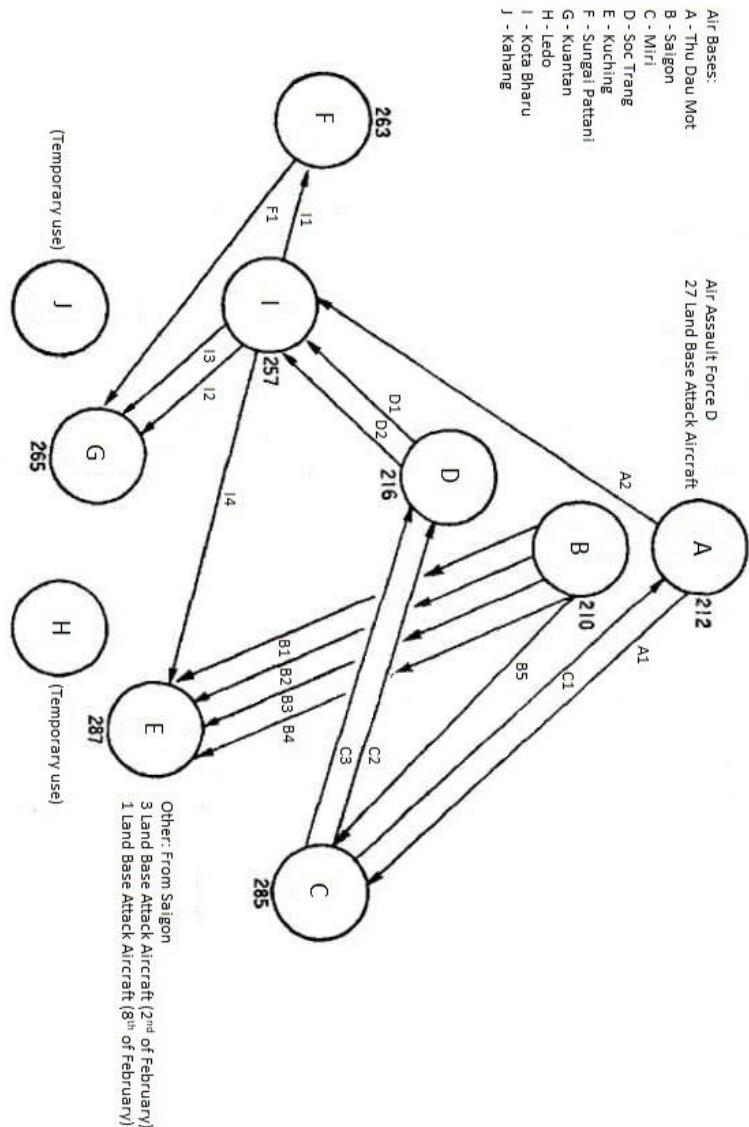 Air Bases:
A - Thu Dau Mot
B - Saigon
C - Miri
D - Soc Trang
E - Kuching
F - Sungai Pattani
G - Kuantan
H - Ledo
I - Kota Bharu
J - Kahang
Air Assault Force D
27 Land Base Attack Aircraft
A
212
A1
A2
B
210
C1
B5
D
216
D1
D2
C2
C3
263
F
C
285
I1
F1
B1
B2
B3
B4
I
257
I4
I3
I2
Other: From Saigon
3 Land Base Attack Aircraft (2nd of February)
1 Land Base Attack Aircraft (8th of February)
E
287
G
265
J
(Temporary use)
H
(Temporary use)